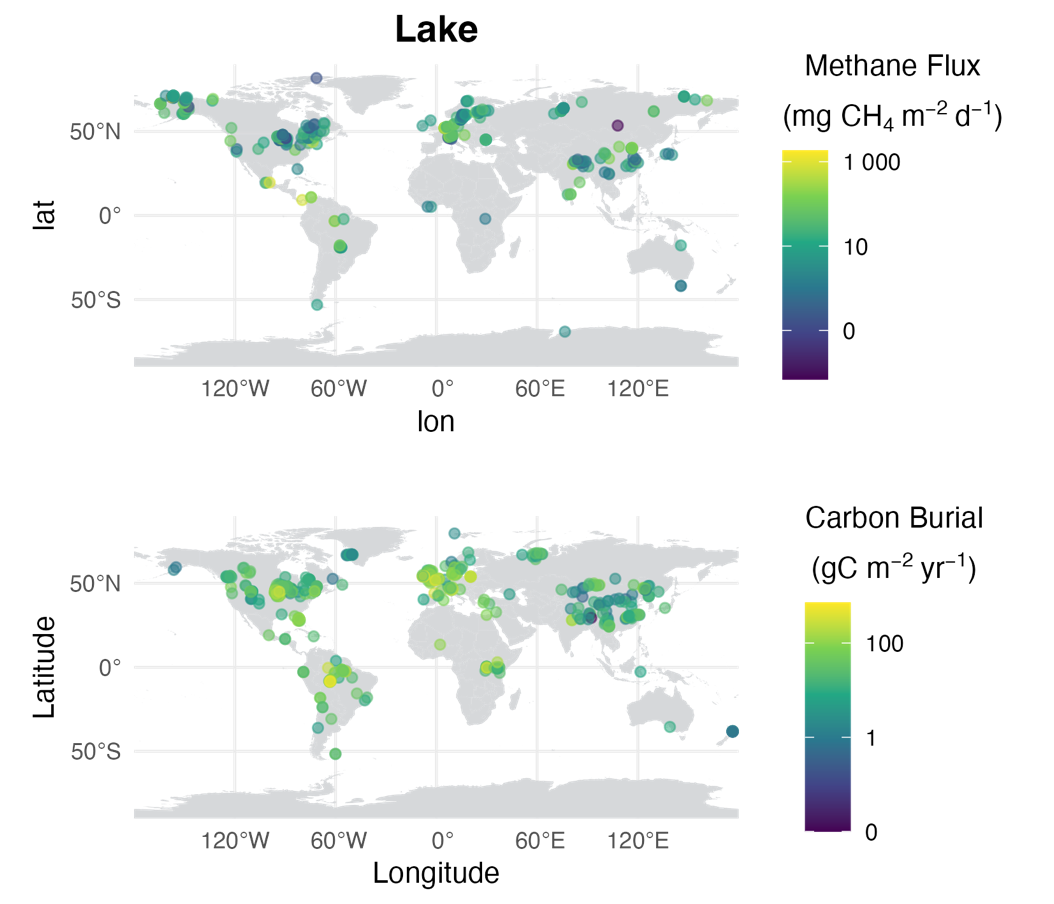 Lake
50°N
0°
50°S
120°W 60°W 0° 60°E 120°E
lon
lat
Methane Flux
(mg CH₄ m⁻² d⁻¹)
1 000
10
0
50°N
0°
50°S
120°W 60°W 0° 60°E 120°E
Longitude
Latitude
Carbon Burial
(gC m⁻² yr⁻¹)
100
1
0